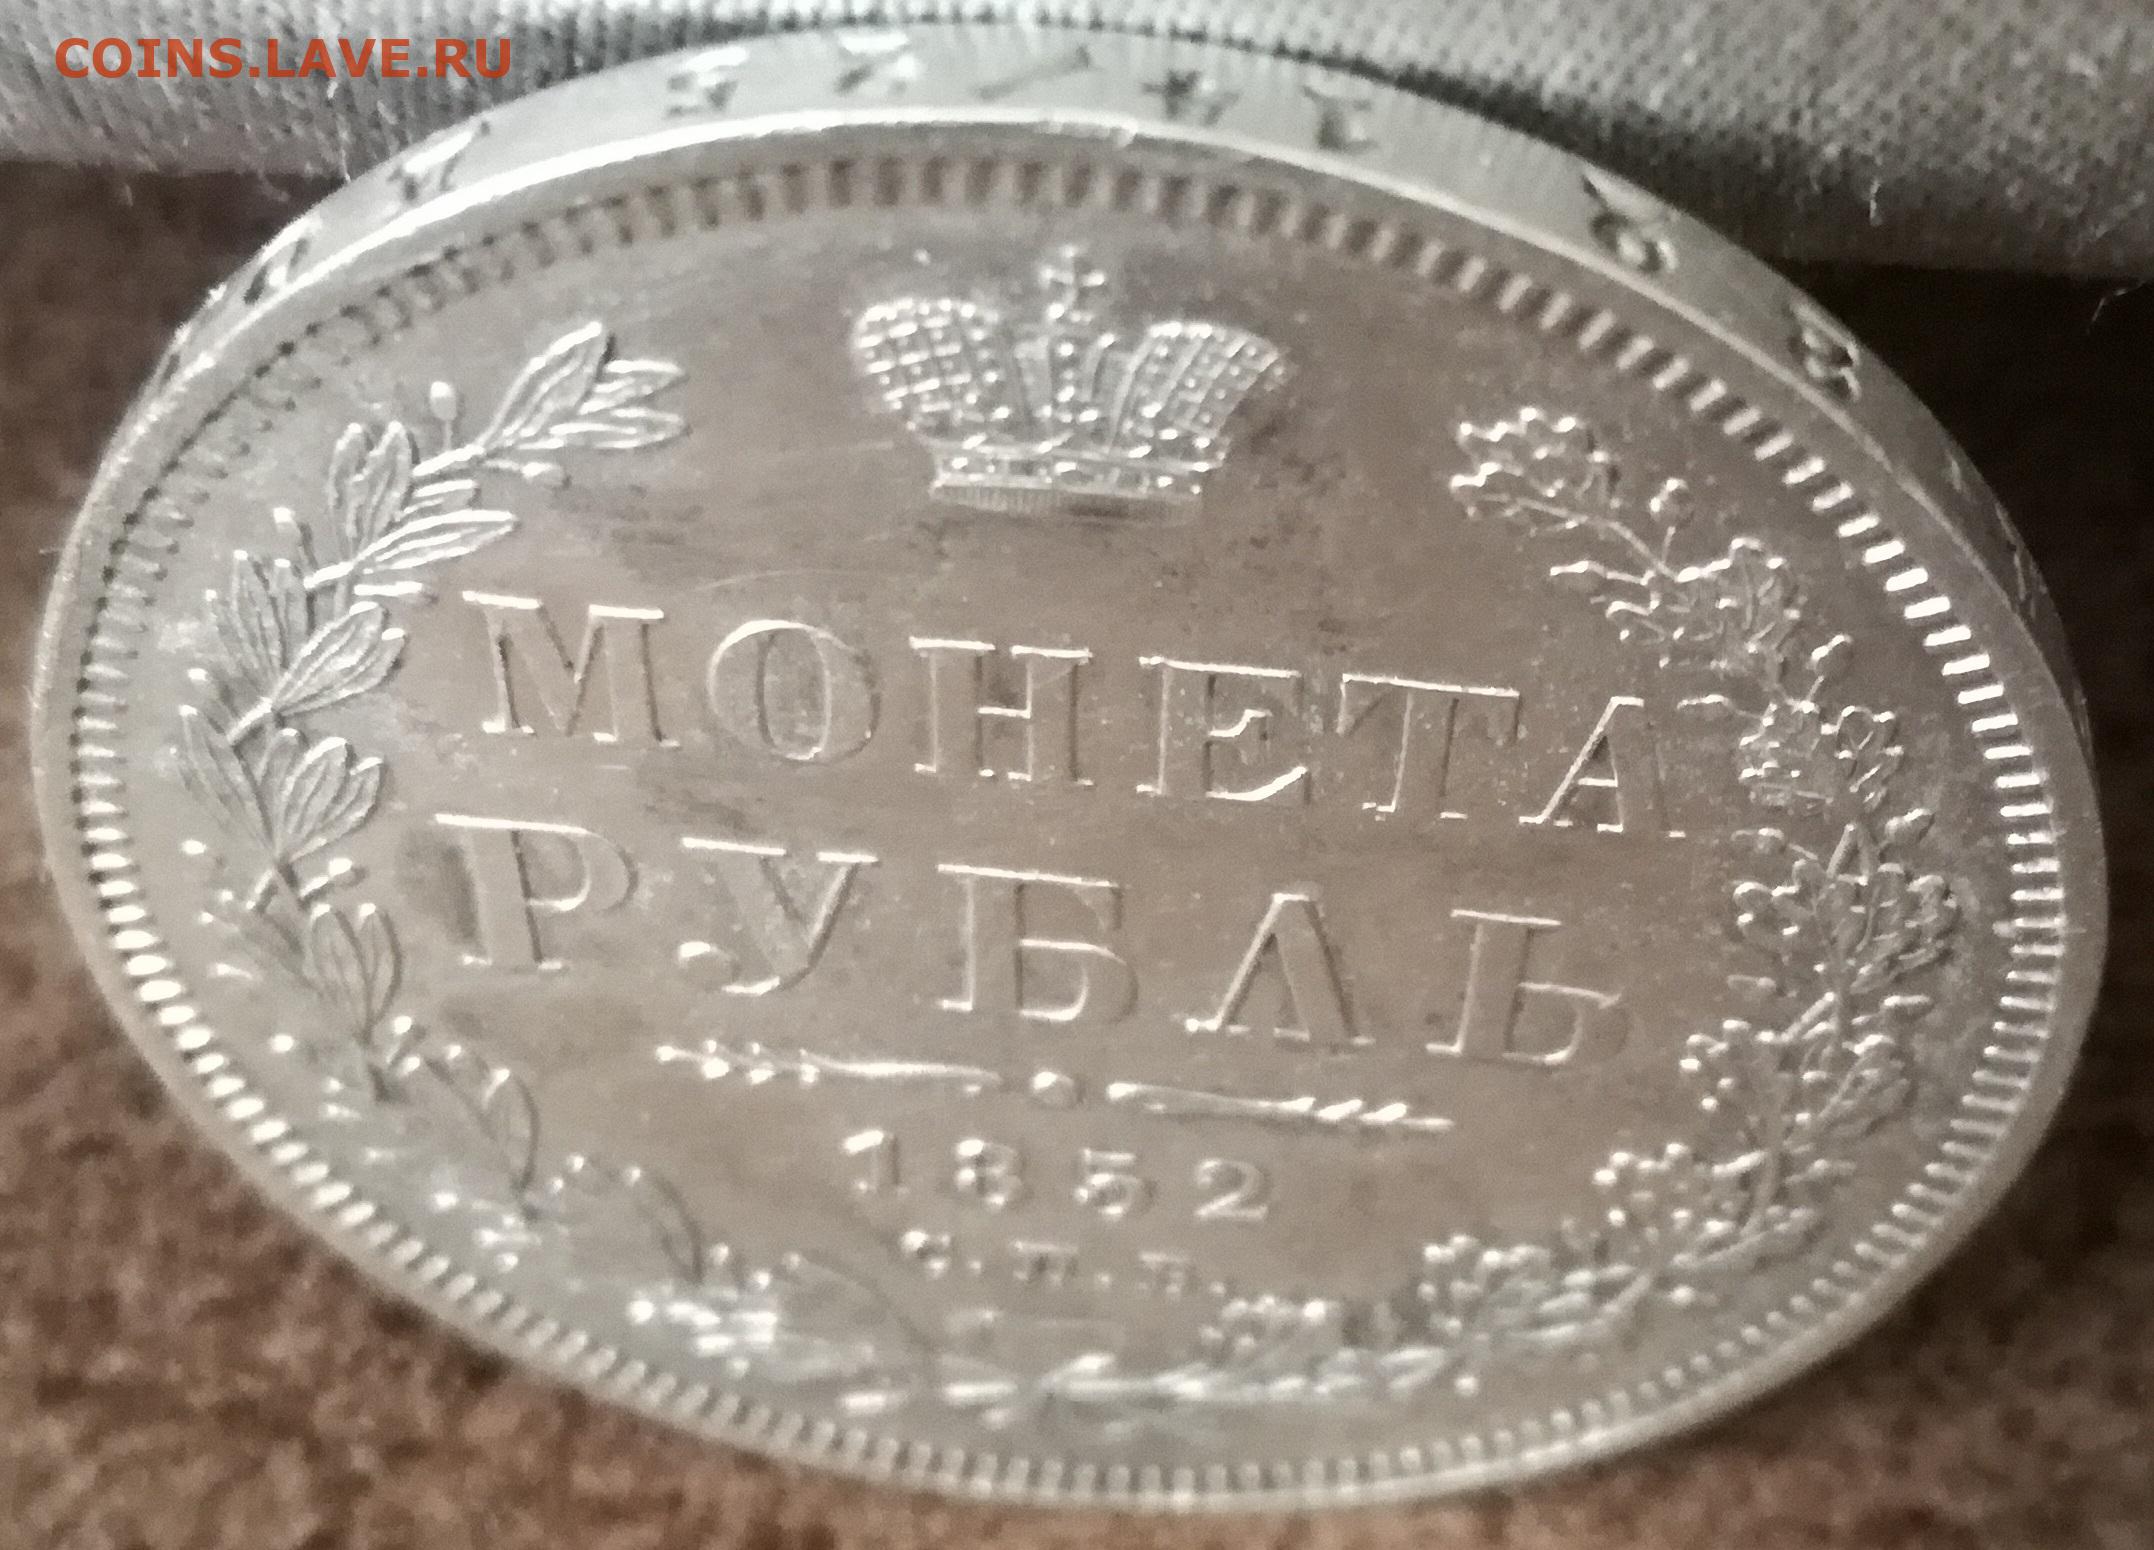 COINS.LAVE.RU
МОНЕТА
РУБЛЬ
1852
С.П.Б.